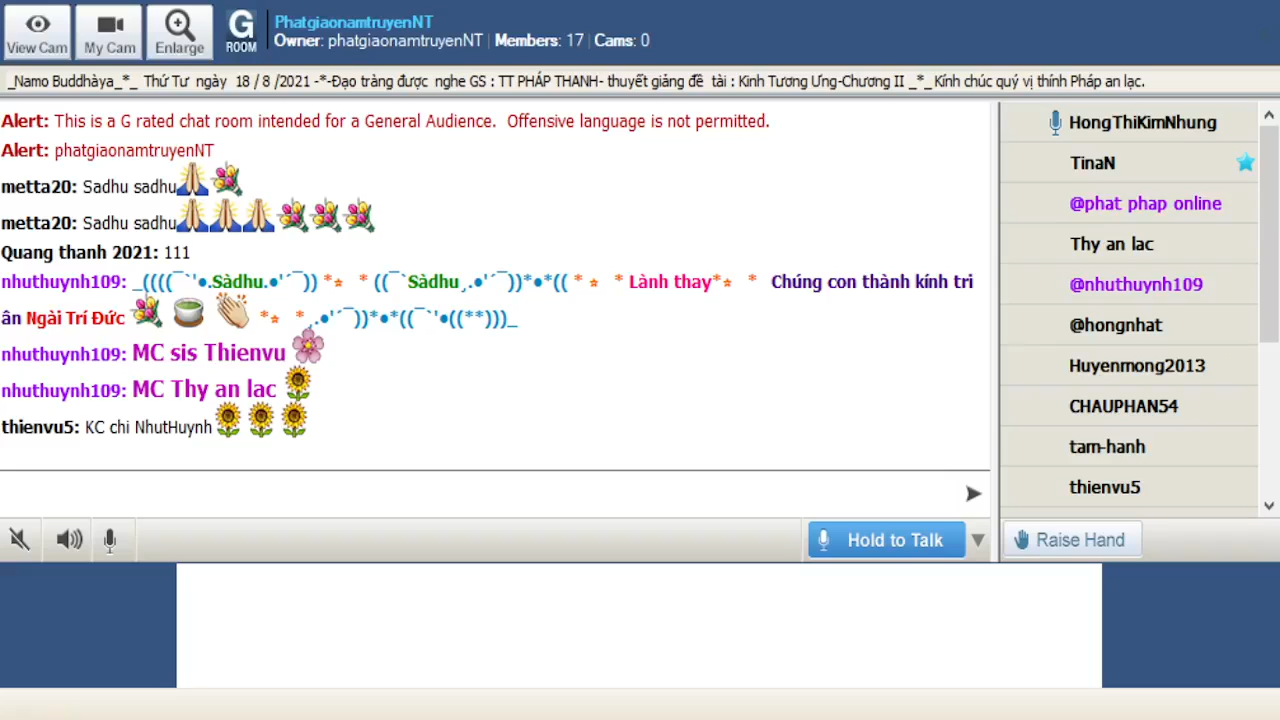 PhatgiaonamtruyenNT
View Cam My Cam Enlarge G ROOM Owner: phatgiaonamtruyenNT | Members: 17 | Cams: 0
_Namo Buddhàya_*_ Thứ Tư ngày 18 / 8 /2021 -*-Đạo tràng được nghe GS : TT PHÁP THANH- thuyết giảng đề tài : Kinh Tương Ưng-Chương II _*_ Kính chúc quý vị thính Pháp an lạc.
Alert: This is a G rated chat room intended for a General Audience. Offensive language is not permitted.
Alert: phatgiaonamtruyenNT
metta20: Sadhu sadhu
metta20: Sadhu sadhu
Quang thanh 2021: 111
nhuthuynh109: _((((¯`'•.Sàdhu.•'´¯)) *⭒ * ((¯`Sàdhu¸.•'´¯))*•*(( * ⭒ * Lành thay*⭒ * Chúng con thành kính tri
ân Ngài Trí Đức *⭒ *¸.•'´¯))*•*((¯`'•((**)))_
nhuthuynh109: MC sis Thienvu
nhuthuynh109: MC Thy an lac
thienvu5: KC chi NhutHuynh
HongThiKimNhung
TinaN
@phat phap online
Thy an lac
@nhuthuynh109
@hongnhat
Huyenmong2013
CHAUPHAN54
tam-hanh
thienvu5
Hold to Talk
Raise Hand